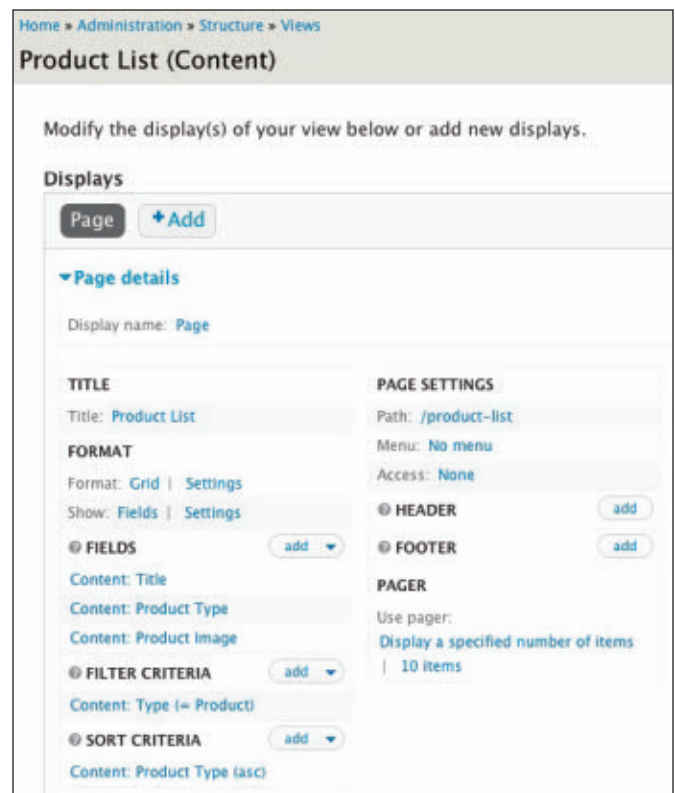 Home » Administration » Structure » Views
Product List (Content)
Modify the display(s) of your view below or add new displays.
Displays
Page +Add
Page details
Display name: Page
TITLE
Title: Product List
FORMAT
Format: Grid | Settings
Show: Fields | Settings
FIELDS add
Content: Title
Content: Product Type
Content: Product Image
FILTER CRITERIA add
Content: Type (= Product)
SORT CRITERIA add
Content: Product Type (asc)
PAGE SETTINGS
Path: /product-list
Menu: No menu
Access: None
HEADER add
FOOTER add
PAGER
Use pager:
Display a specified number of items
| 10 items